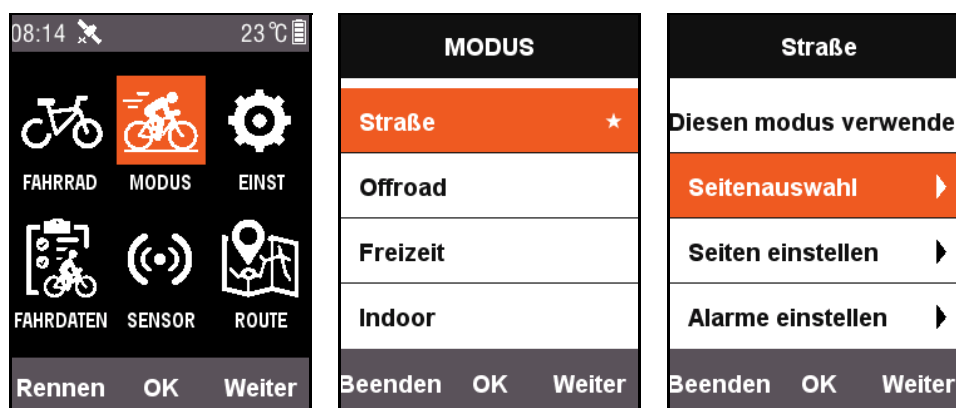 08:14 23℃
FAHRRAD MODUS EINST
FAHRDATEN SENSOR ROUTE
Rennen OK Weiter
MODUS
Straße
Offroad
Freizeit
Indoor
Beenden OK Weiter
Straße
Diesen modus verwende
Seitenauswahl
Seiten einstellen
Alarme einstellen
Beenden OK Weiter